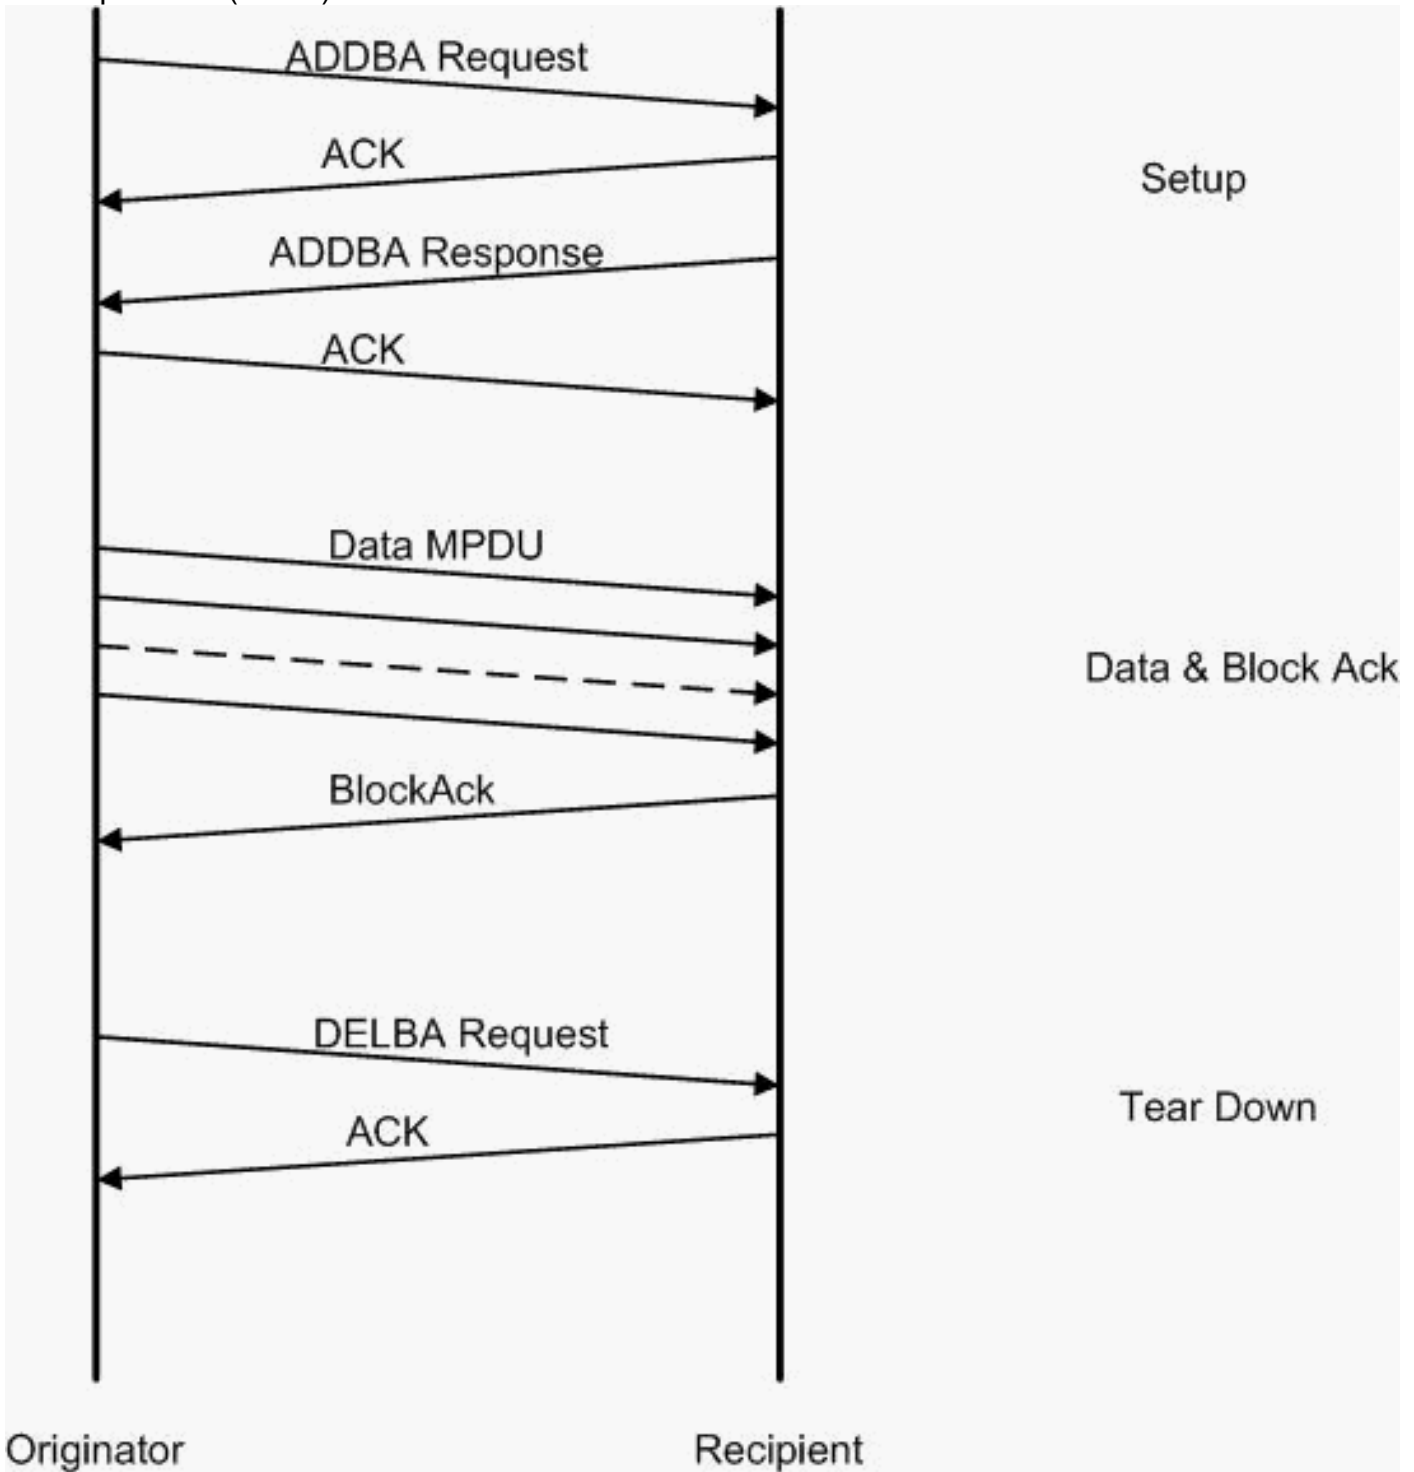 ADDBA Request
ACK
Setup
ADDBA Response
ACK
Data MPDU
Data & Block Ack
BlockAck
DELBA Request
Tear Down
ACK
Originator
Recipient